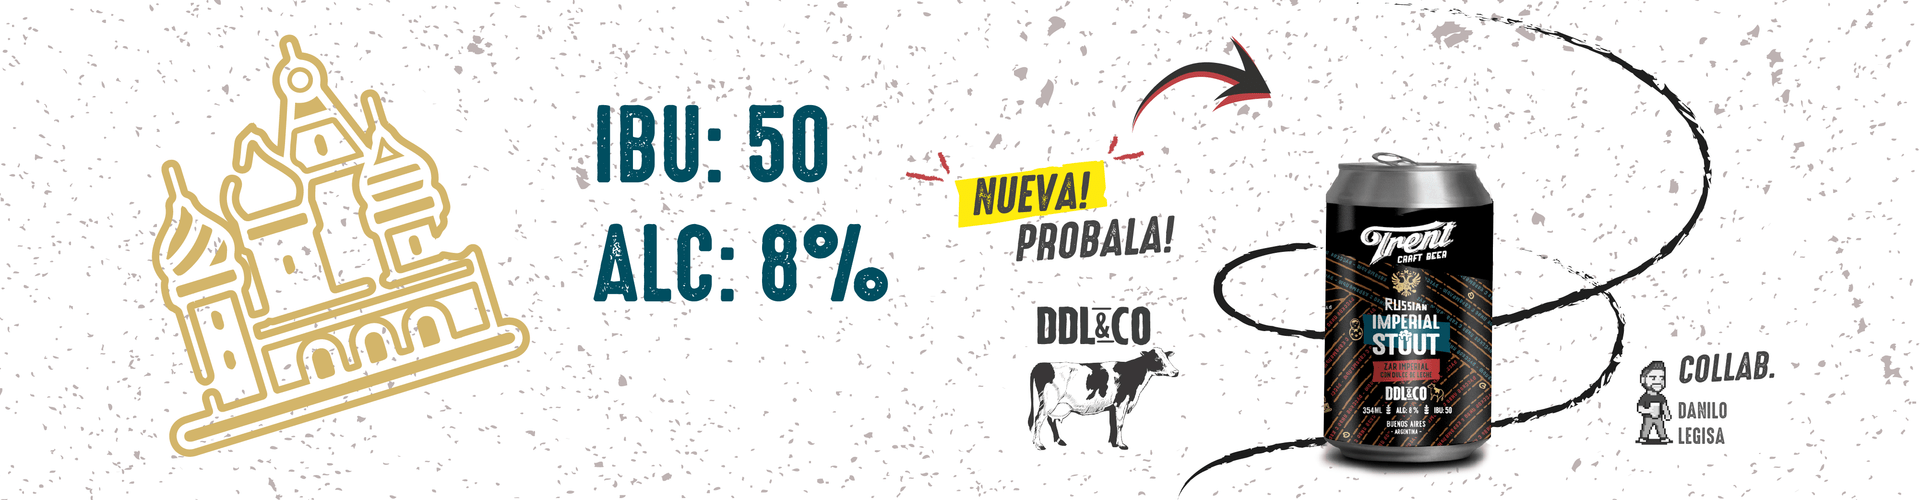 IBU: 50
ALC: 8%
NUEVA!
PROBALA!
DDL&CO
Trent
CRAFT BEER
RUSSIAN
IMPERIAL
STOUT
ZAR IMPERIAL
CON DULCE DE LECHE
DDL&CO
354ML ALC: 8% IBU: 50
BUENOS AIRES
- ARGENTINA -
COLLAB.
DANILO
LEGISA